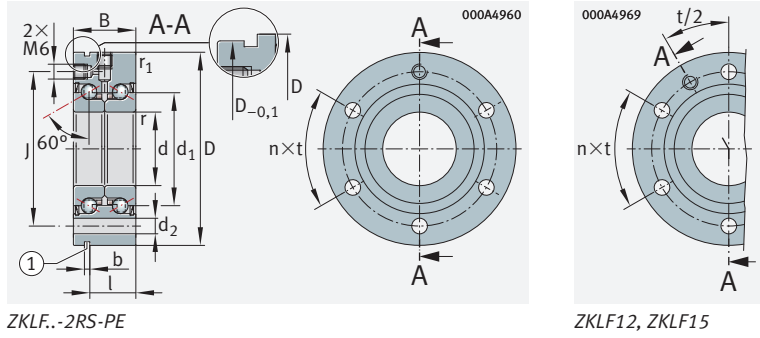 B
A-A
000A4960
2×
M6
r1
D
D−0,1
A
60°
J
r
d
d1
D
n×t
d2
1
b
l
A
ZKLF..-2RS-PE
000A4969
t/2
A
n×t
A
ZKLF12, ZKLF15